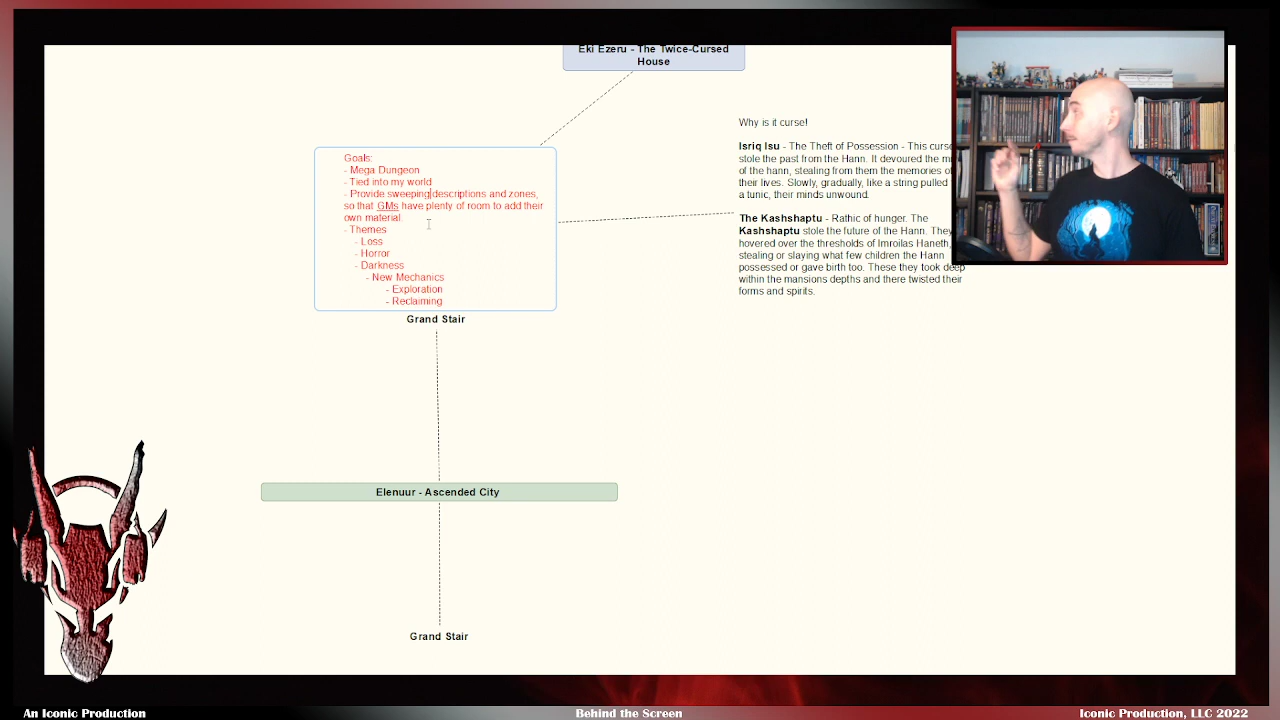 Eki Ezeru - The Twice-Cursed
House
Goals:
- Mega Dungeon
- Tied into my world
- Provide sweeping descriptions and zones,
so that GMs have plenty of room to add their
own material.
- Themes
- Loss
- Horror
- Darkness
- New Mechanics
- Exploration
- Reclaiming
Grand Stair
Why is it curse!
Isriq Isu - The Theft of Possession - This curse
stole the past from the Hann. It devoured the
of the hann, stealing from them the memories
their lives. Slowly, gradually, like a string pulled
a tunic, their minds unwound.
The Kashshaptu - Rathic of hunger. The
Kashshaptu stole the future of the Hann. They
hovered over the thresholds of Imroilas Haneth,
stealing or slaying what few children the Hann
possessed or gave birth too. These they took deep
within the mansions depths and there twisted their
forms and spirits.
Elenuur - Ascended City
Grand Stair
An Iconic Production
Behind the Screen
Iconic Production, LLC 2022